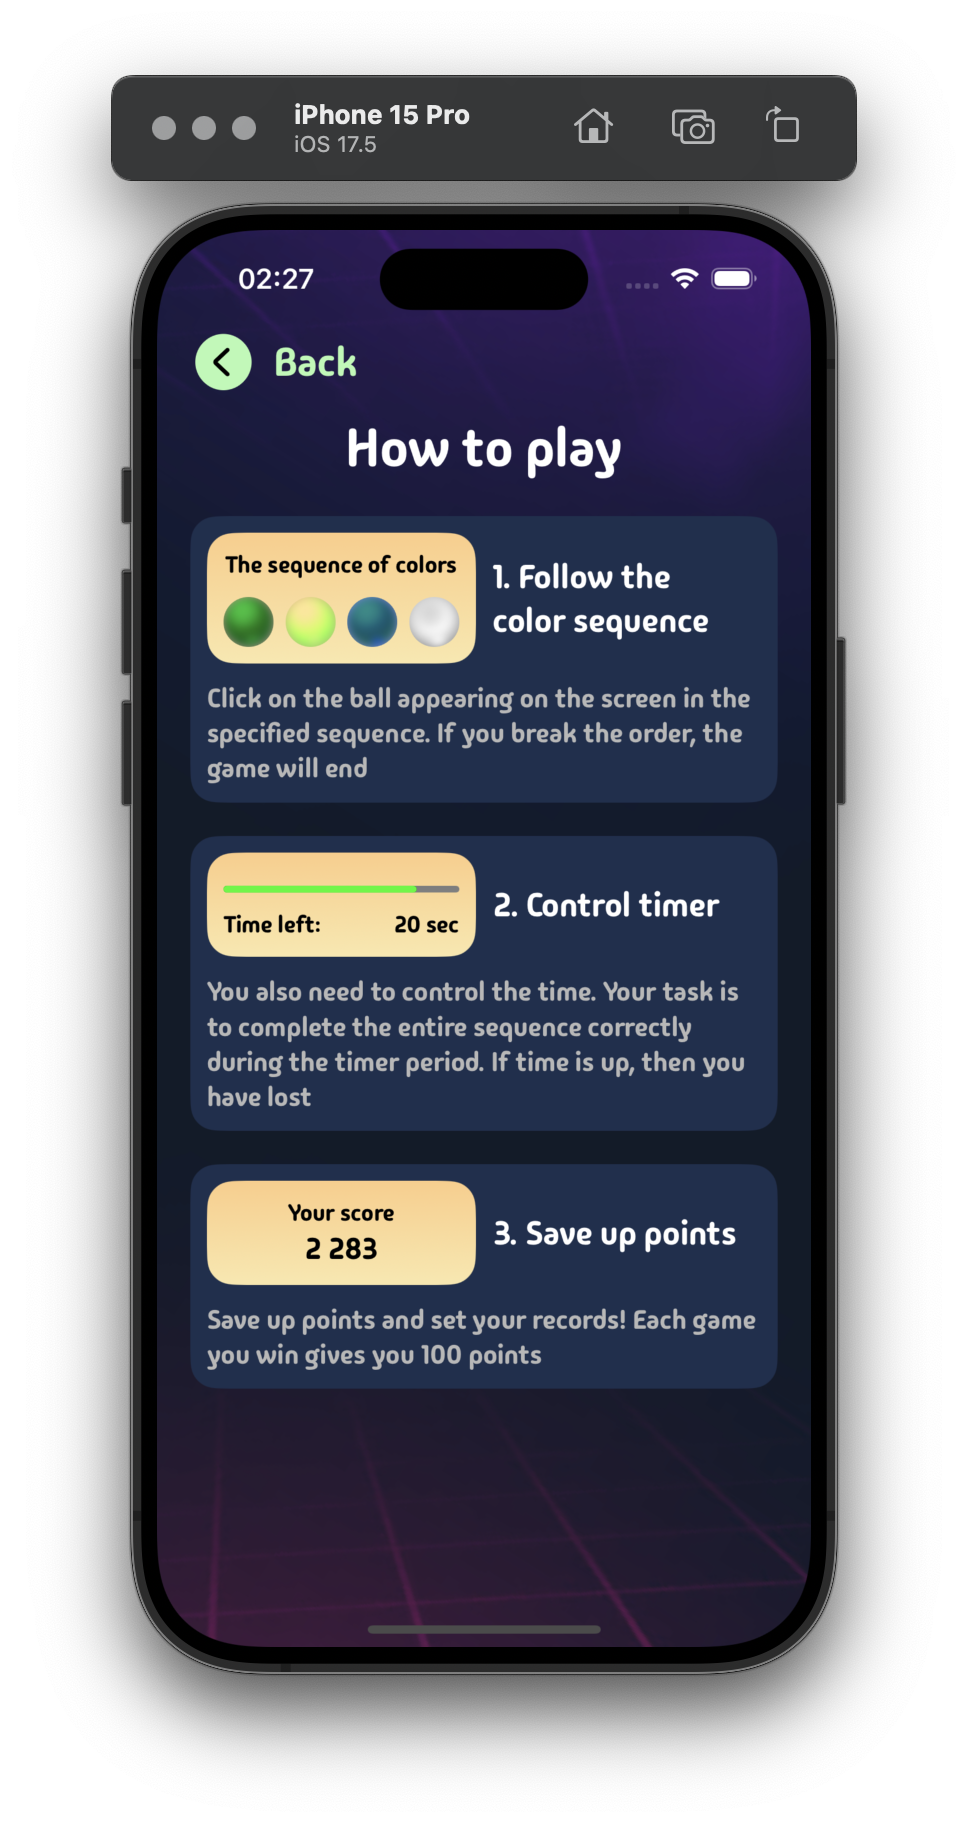 iPhone 15 Pro
iOS 17.5
02:27
Back
How to play
The sequence of colors
1. Follow the
color sequence
Click on the ball appearing on the screen in the
specified sequence. If you break the order, the
game will end
Time left:
20 sec
2. Control timer
You also need to control the time. Your task is
to complete the entire sequence correctly
during the timer period. If time is up, then you
have lost
Your score
2 283
3. Save up points
Save up points and set your records! Each game
you win gives you 100 points